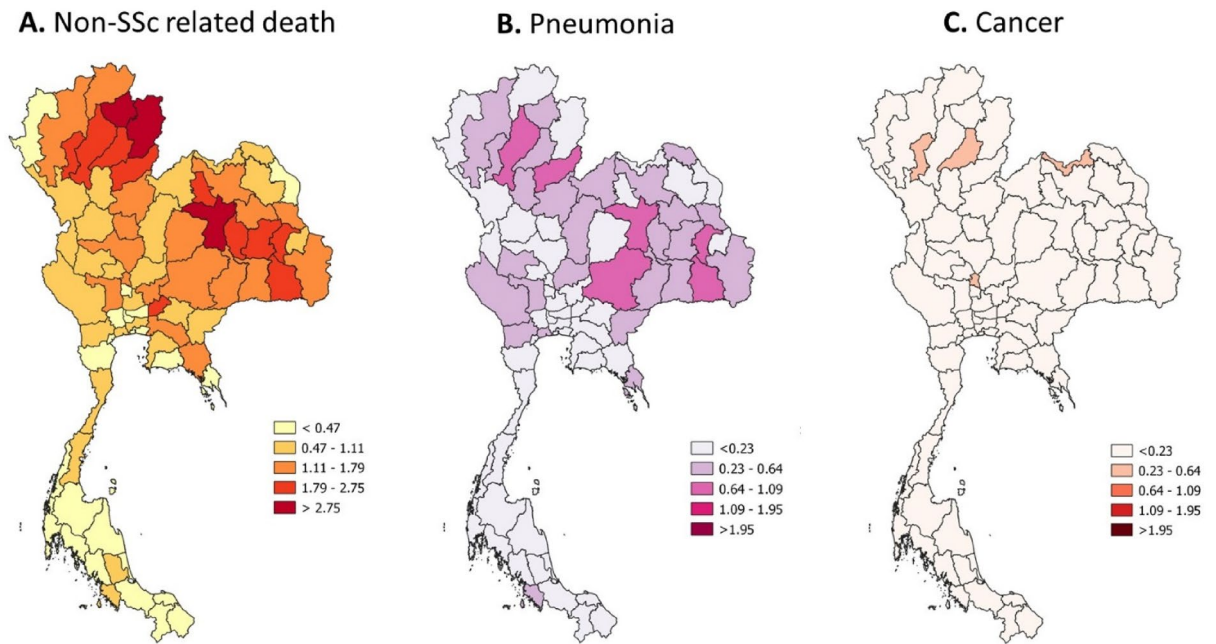 A. Non-SSc related death
B. Pneumonia
C. Cancer
< 0.47
0.47 - 1.11
1.11 - 1.79
1.79 - 2.75
> 2.75
<0.23
0.23 - 0.64
0.64 - 1.09
1.09 - 1.95
>1.95
<0.23
0.23 - 0.64
0.64 - 1.09
1.09 - 1.95
>1.95